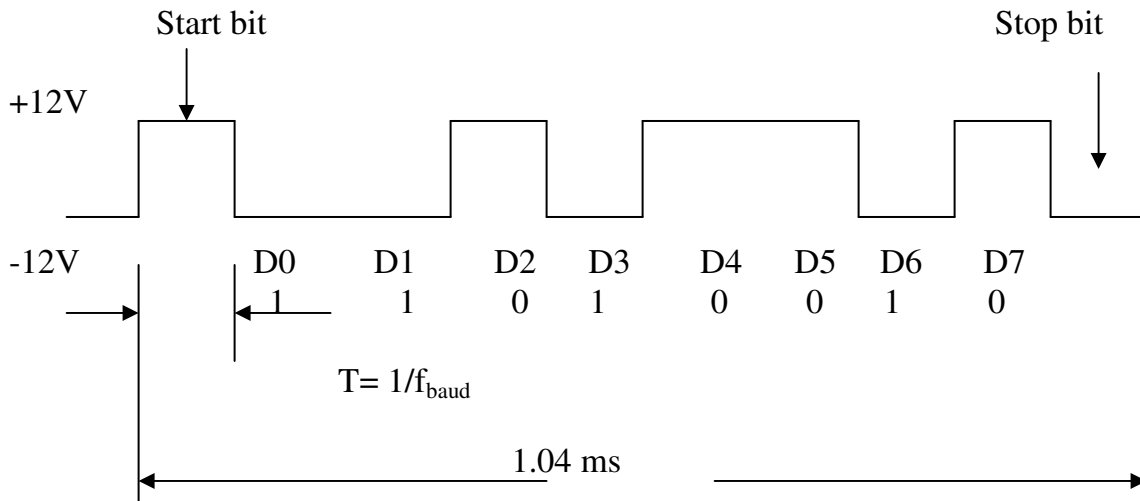 Start bit Stop bit
+12V
-12V D0 D1 D2 D3 D4 D5 D6 D7
1 1 0 1 0 0 1 0
T= 1/fbaud
1.04 ms